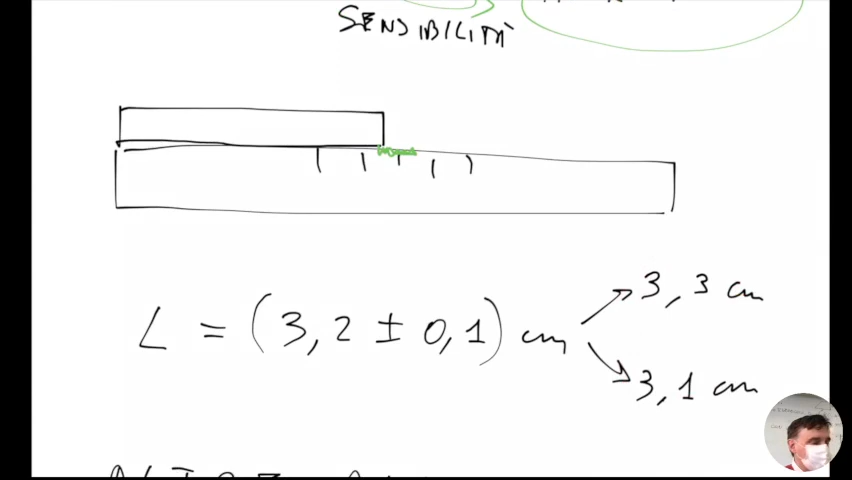 SENSIBILITÀ
L = (3,2 ± 0,1) cm
3,3 cm
3,1 cm